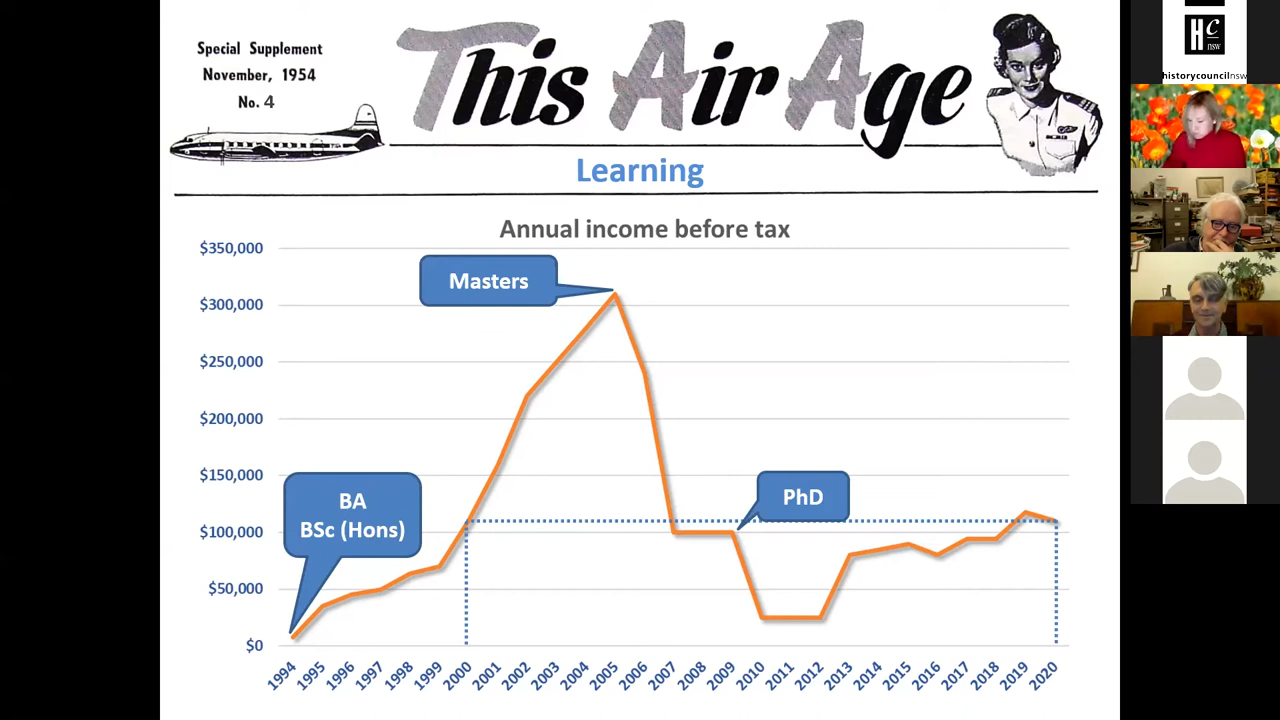 Special Supplement
November, 1954
No. 4
This Air Age
Learning
Annual income before tax
$350,000
$300,000
$250,000
$200,000
$150,000
$100,000
$50,000
$0
Masters
BA
BSc (Hons)
PhD
1994
1995
1996
1997
1998
1999
2000
2001
2002
2003
2004
2005
2006
2007
2008
2009
2010
2011
2012
2013
2014
2015
2016
2017
2018
2019
2020
Hc
nsw
historycouncilnsw